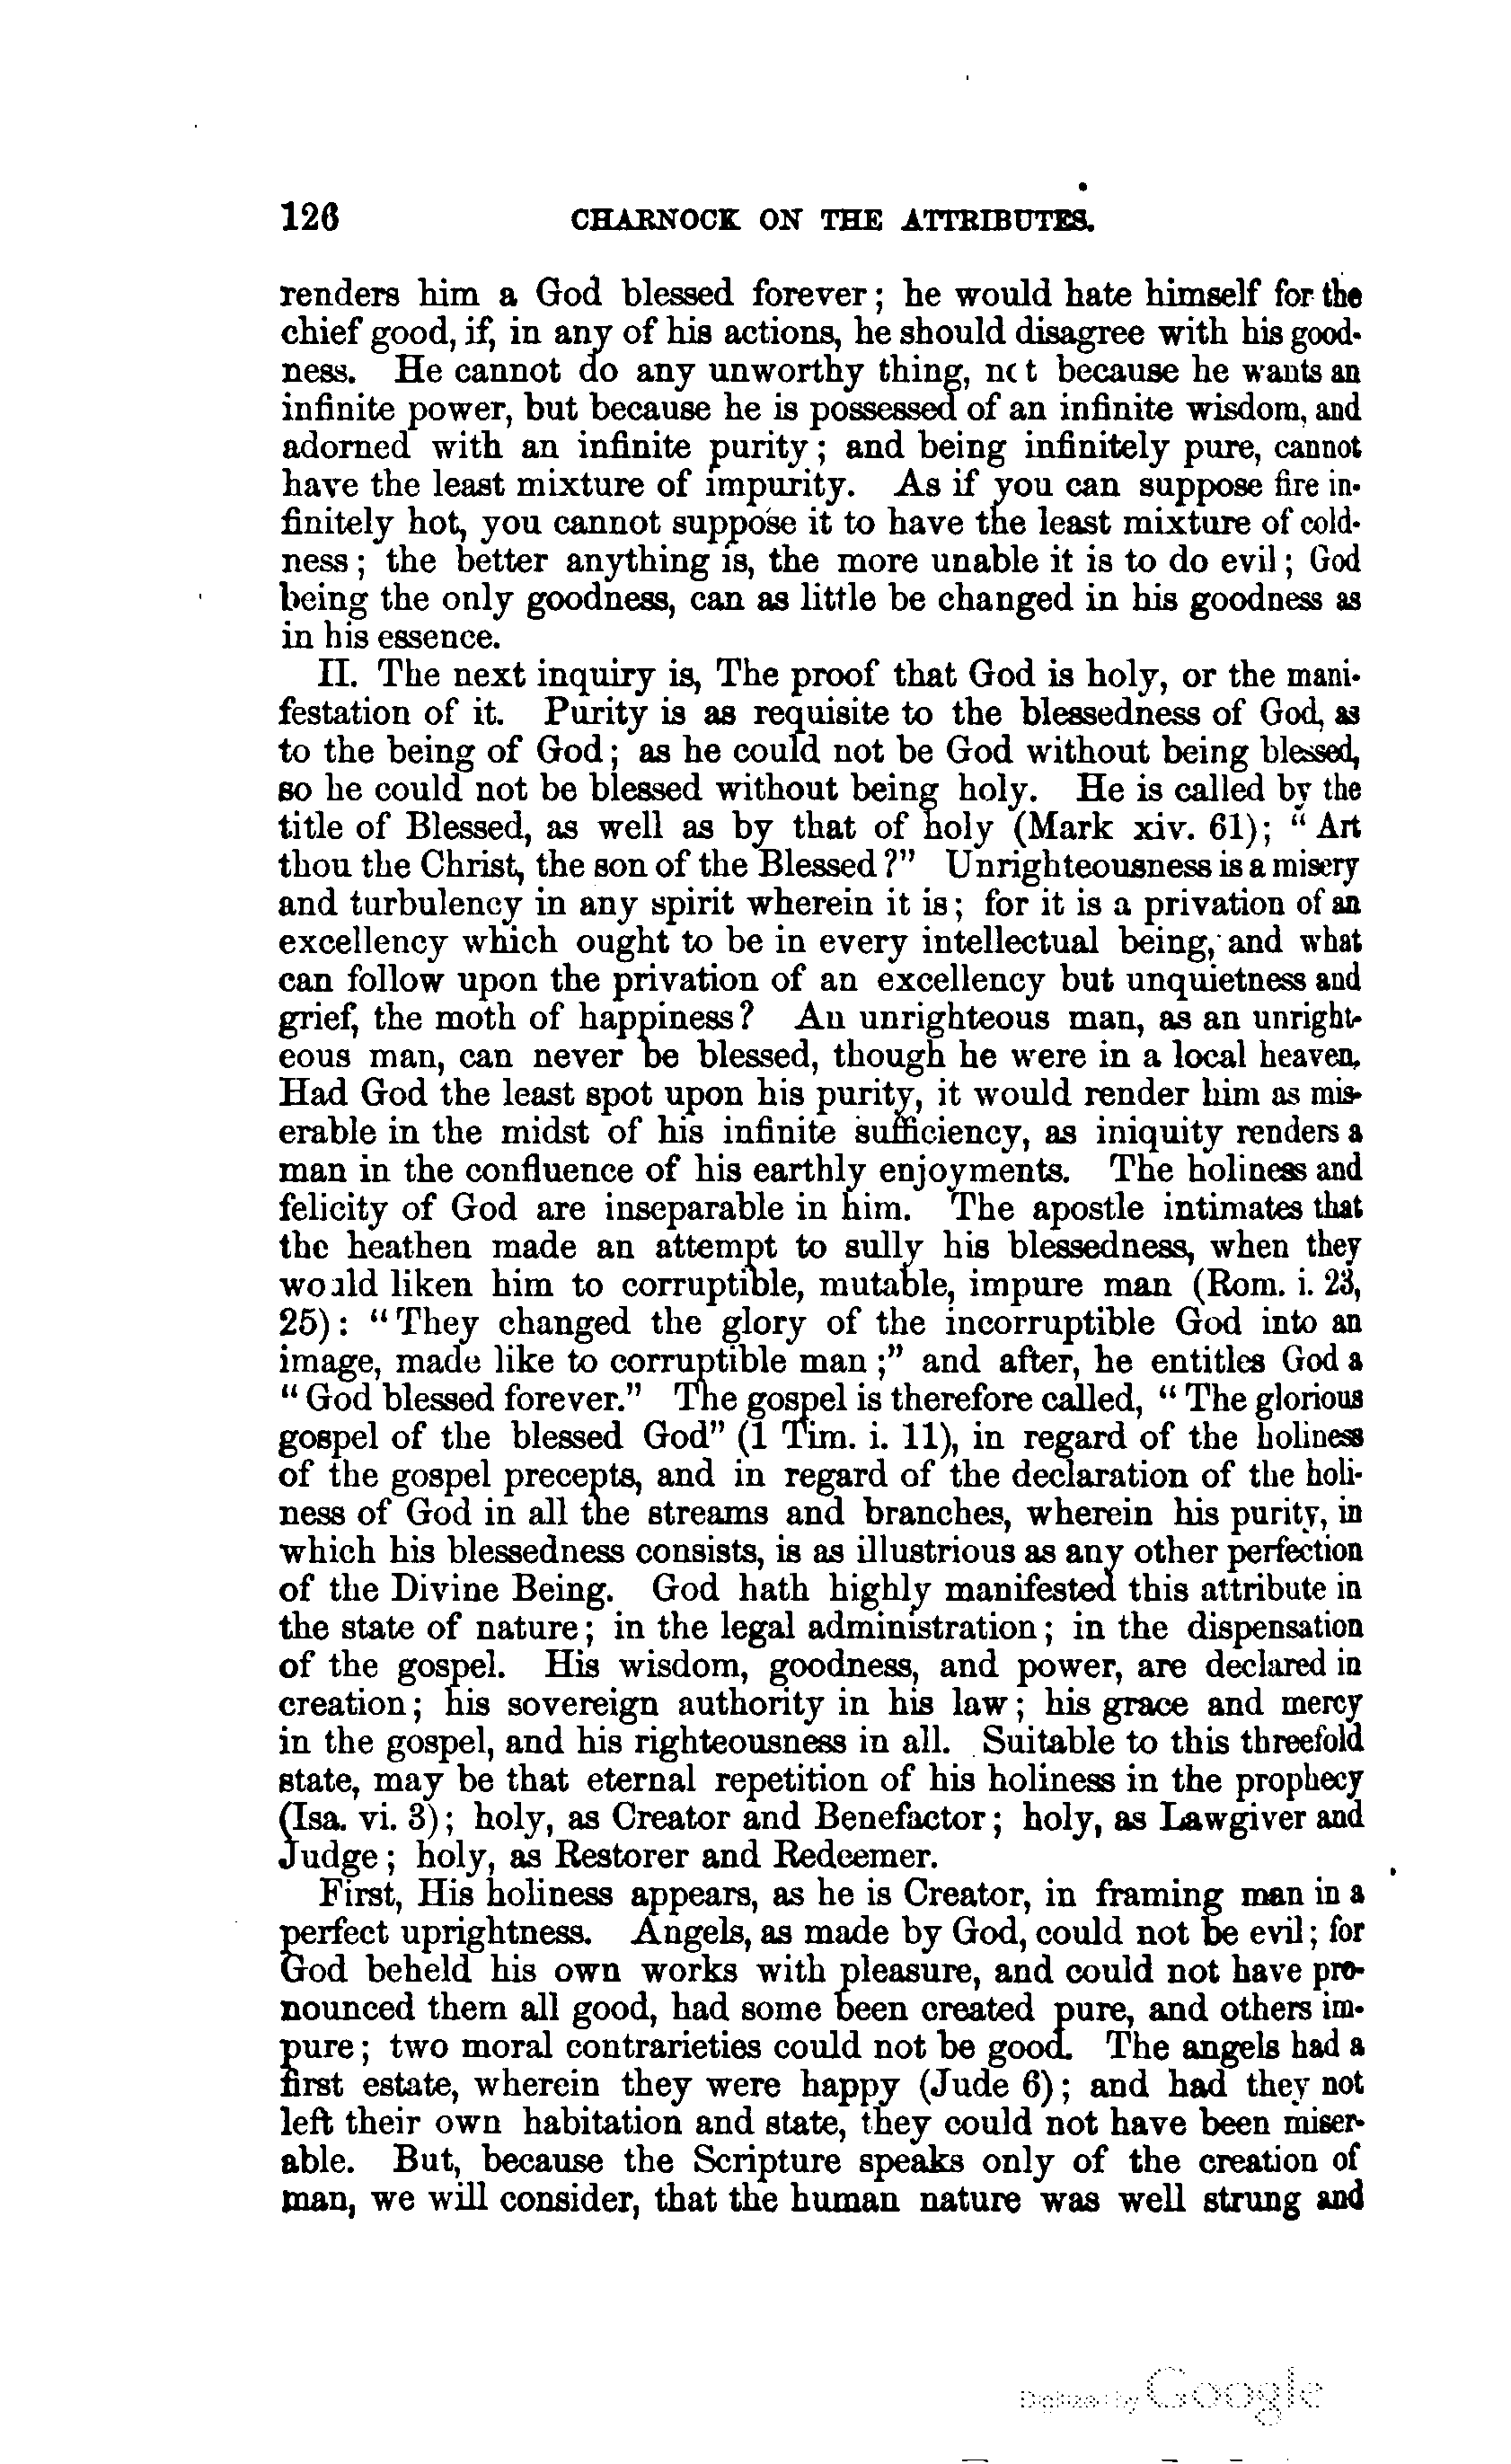 126 CHARNOCK ON THE ATTRIBUTES.
renders him a God blessed forever; he would hate himself for the
chief good, if, in any of his actions, he should disagree with his good-
ness. He cannot do any unworthy thing, not because he wants an
infinite power, but because he is possessed of an infinite wisdom, and
adorned with an infinite purity; and being infinitely pure, cannot
have the least mixture of impurity. As if you can suppose fire in-
finitely hot, you cannot suppose it to have the least mixture of cold-
ness; the better anything is, the more unable it is to do evil; God
being the only goodness, can as little be changed in his goodness as
in his essence.
II. The next inquiry is, The proof that God is holy, or the mani-
festation of it. Purity is as requisite to the blessedness of God, as
to the being of God; as he could not be God without being blessed,
so he could not be blessed without being holy. He is called by the
title of Blessed, as well as by that of holy (Mark xiv. 61); "Art
thou the Christ, the son of the Blessed?" Unrighteousness is a misery
and turbulency in any spirit wherein it is; for it is a privation of an
excellency which ought to be in every intellectual being, and what
can follow upon the privation of an excellency but unquietness and
grief, the moth of happiness? An unrighteous man, as an unright-
eous man, can never be blessed, though he were in a local heaven.
Had God the least spot upon his purity, it would render him as mis-
erable in the midst of his infinite sufficiency, as iniquity renders a
man in the confluence of his earthly enjoyments. The holiness and
felicity of God are inseparable in him. The apostle intimates that
the heathen made an attempt to sully his blessedness, when they
would liken him to corruptible, mutable, impure man (Rom. i. 23,
25): "They changed the glory of the incorruptible God into an
image, made like to corruptible man;" and after, he entitles God a
"God blessed forever." The gospel is therefore called, "The glorious
gospel of the blessed God" (1 Tim. i. 11), in regard of the holiness
of the gospel precepts, and in regard of the declaration of the holi-
ness of God in all the streams and branches, wherein his purity, in
which his blessedness consists, is as illustrious as any other perfection
of the Divine Being. God hath highly manifested this attribute in
the state of nature; in the legal administration; in the dispensation
of the gospel. His wisdom, goodness, and power, are declared in
creation; his sovereign authority in his law; his grace and mercy
in the gospel, and his righteousness in all. Suitable to this threefold
state, may be that eternal repetition of his holiness in the prophecy
(Isa. vi. 3); holy, as Creator and Benefactor; holy, as Lawgiver and
Judge; holy, as Restorer and Redeemer.
First, His holiness appears, as he is Creator, in framing man in a
perfect uprightness. Angels, as made by God, could not be evil; for
God beheld his own works with pleasure, and could not have pro-
nounced them all good, had some been created pure, and others im-
pure; two moral contrarieties could not be good. The angels had a
first estate, wherein they were happy (Jude 6); and had they not
left their own habitation and state, they could not have been miser-
able. But, because the Scripture speaks only of the creation of
man, we will consider, that the human nature was well strung and
Digitized by Google